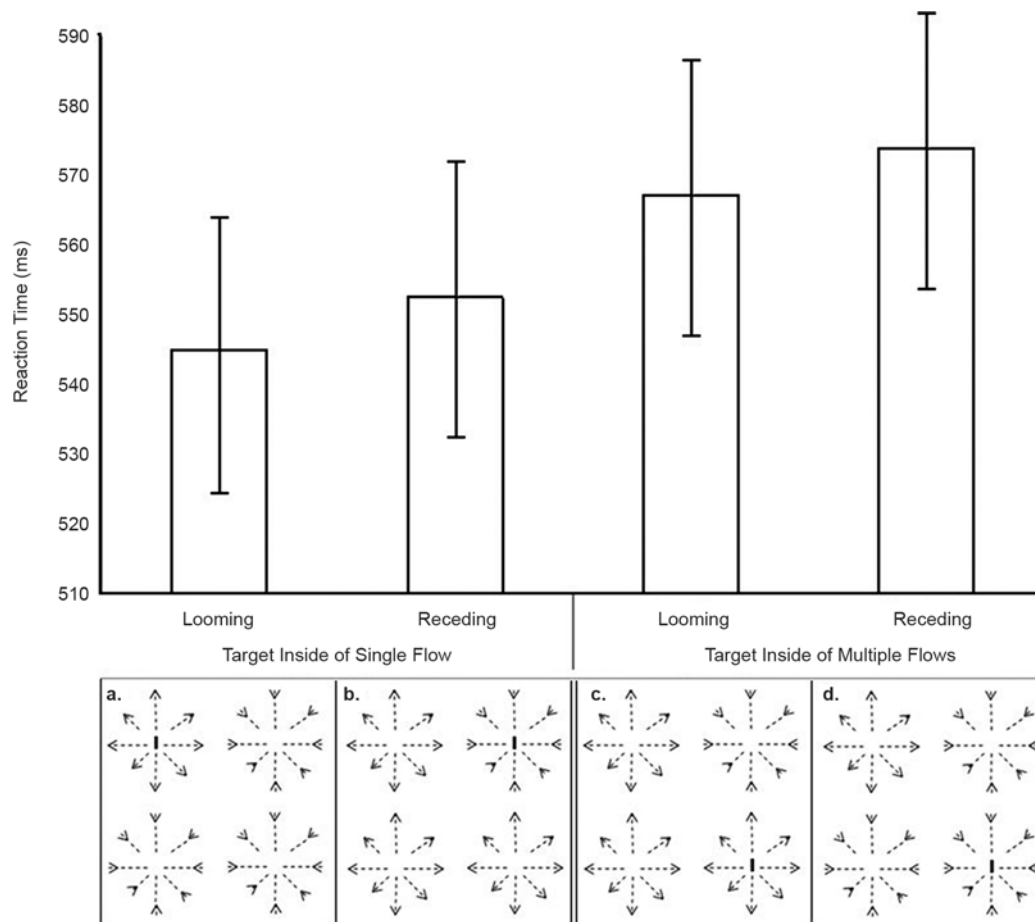 590
580
570
560
550
540
530
520
510
Reaction Time (ms)
Looming Receding Looming Receding
Target Inside of Single Flow Target Inside of Multiple Flows
a. b. c. d.